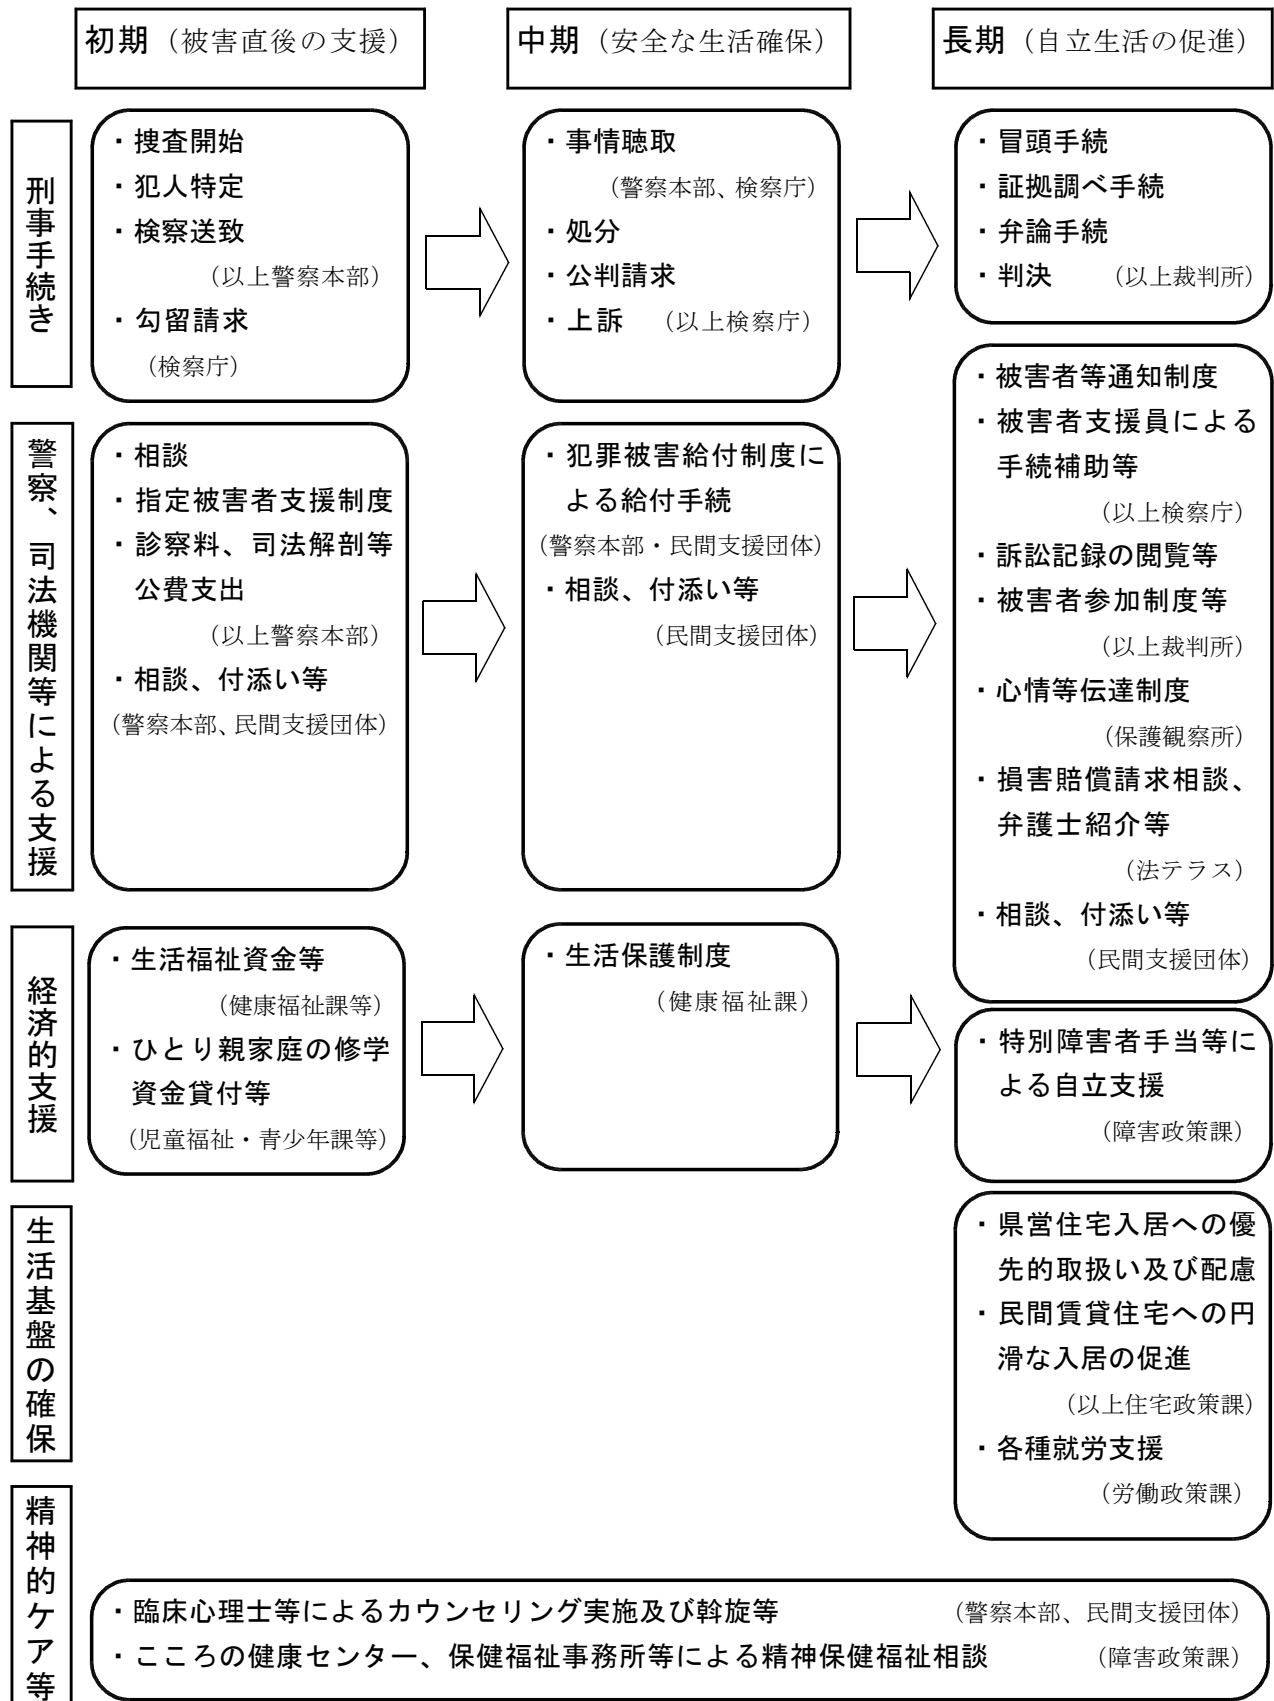 初期（被害直後の支援）
中期（安全な生活確保）
長期（自立生活の促進）
刑事手続き
・捜査開始
・犯人特定
・検察送致
（以上警察本部）
・勾留請求
（検察庁）
・事情聴取
（警察本部、検察庁）
・処分
・公判請求
・上訴　（以上検察庁）
・冒頭手続
・証拠調べ手続
・弁論手続
・判決　（以上裁判所）
警察、司法機関等による支援
・相談
・指定被害者支援制度
・診察料、司法解剖等
公費支出
（以上警察本部）
・相談、付添い等
（警察本部、民間支援団体）
・犯罪被害給付制度に
よる給付手続
（警察本部・民間支援団体）
・相談、付添い等
（民間支援団体）
・被害者等通知制度
・被害者支援員による
手続補助等
（以上検察庁）
・訴訟記録の閲覧等
・被害者参加制度等
（以上裁判所）
・心情等伝達制度
（保護観察所）
・損害賠償請求相談、
弁護士紹介等
（法テラス）
・相談、付添い等
（民間支援団体）
経済的支援
・生活福祉資金等
（健康福祉課等）
・ひとり親家庭の修学
資金貸付等
（児童福祉・青少年課等）
・生活保護制度
（健康福祉課）
・特別障害者手当等に
よる自立支援
（障害政策課）
生活基盤の確保
・県営住宅入居への優
先的取扱い及び配慮
・民間賃貸住宅への円
滑な入居の促進
（以上住宅政策課）
・各種就労支援
（労働政策課）
精神的ケア等
・臨床心理士等によるカウンセリング実施及び斡旋等　（警察本部、民間支援団体）
・こころの健康センター、保健福祉事務所等による精神保健福祉相談　（障害政策課）